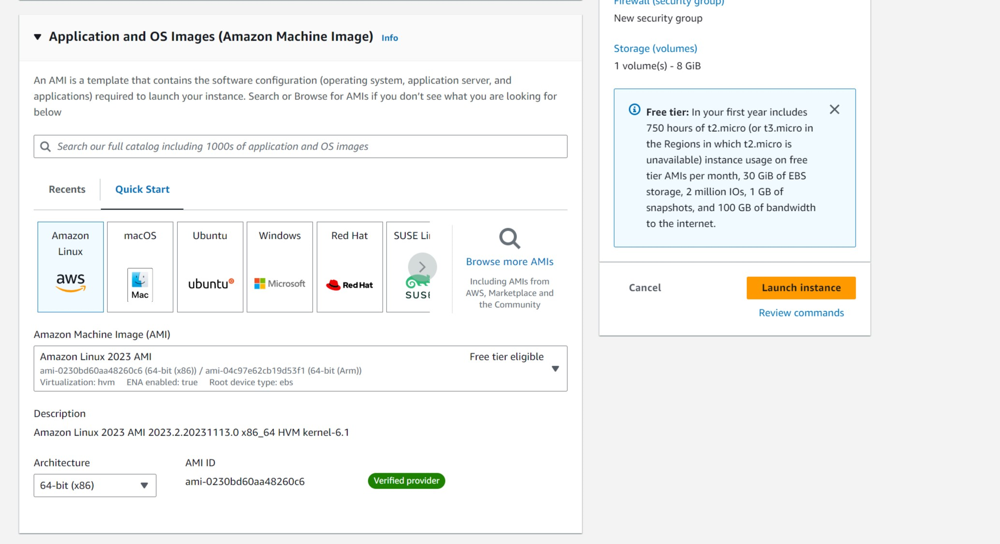 Application and OS Images (Amazon Machine Image) Info
An AMI is a template that contains the software configuration (operating system, application server, and
applications) required to launch your instance. Search or Browse for AMIs if you don’t see what you are looking for
below
Search our full catalog including 1000s of application and OS images
Recents
Quick Start
Amazon
Linux
aws
macOS
Mac
Ubuntu
ubuntu
Windows
Microsoft
Red Hat
Red Hat
SUSE Li
SUSE
Browse more AMIs
Including AMIs from
AWS, Marketplace and
the Community
Amazon Machine Image (AMI)
Amazon Linux 2023 AMI
Free tier eligible
ami-0230bd60aa48260c6 (64-bit (x86)) / ami-04c97e62cb19d53f1 (64-bit (Arm))
Virtualization: hvm ENA enabled: true Root device type: ebs
Description
Amazon Linux 2023 AMI 2023.2.20231113.0 x86_64 HVM kernel-6.1
Architecture
64-bit (x86)
AMI ID
ami-0230bd60aa48260c6
Verified provider
Firewall (security group)
New security group
Storage (volumes)
1 volume(s) - 8 GiB
Free tier: In your first year includes
750 hours of t2.micro (or t3.micro in
the Regions in which t2.micro is
unavailable) instance usage on free
tier AMIs per month, 30 GiB of EBS
storage, 2 million IOs, 1 GB of
snapshots, and 100 GB of bandwidth
to the internet.
Cancel
Launch instance
Review commands